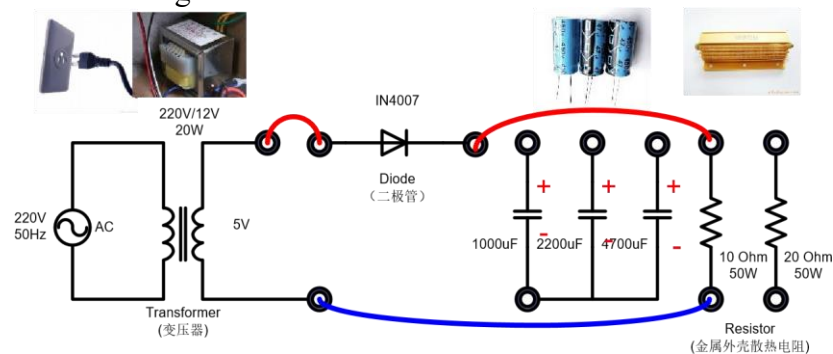 220V/12V
20W
IN4007
Diode
(二极管)
220V
50Hz
AC
5V
Transformer
(变压器)
+
-
1000uF
+
-
2200uF
+
-
4700uF
10 Ohm
50W
20 Ohm
50W
Resistor
(金属外壳散热电阻)